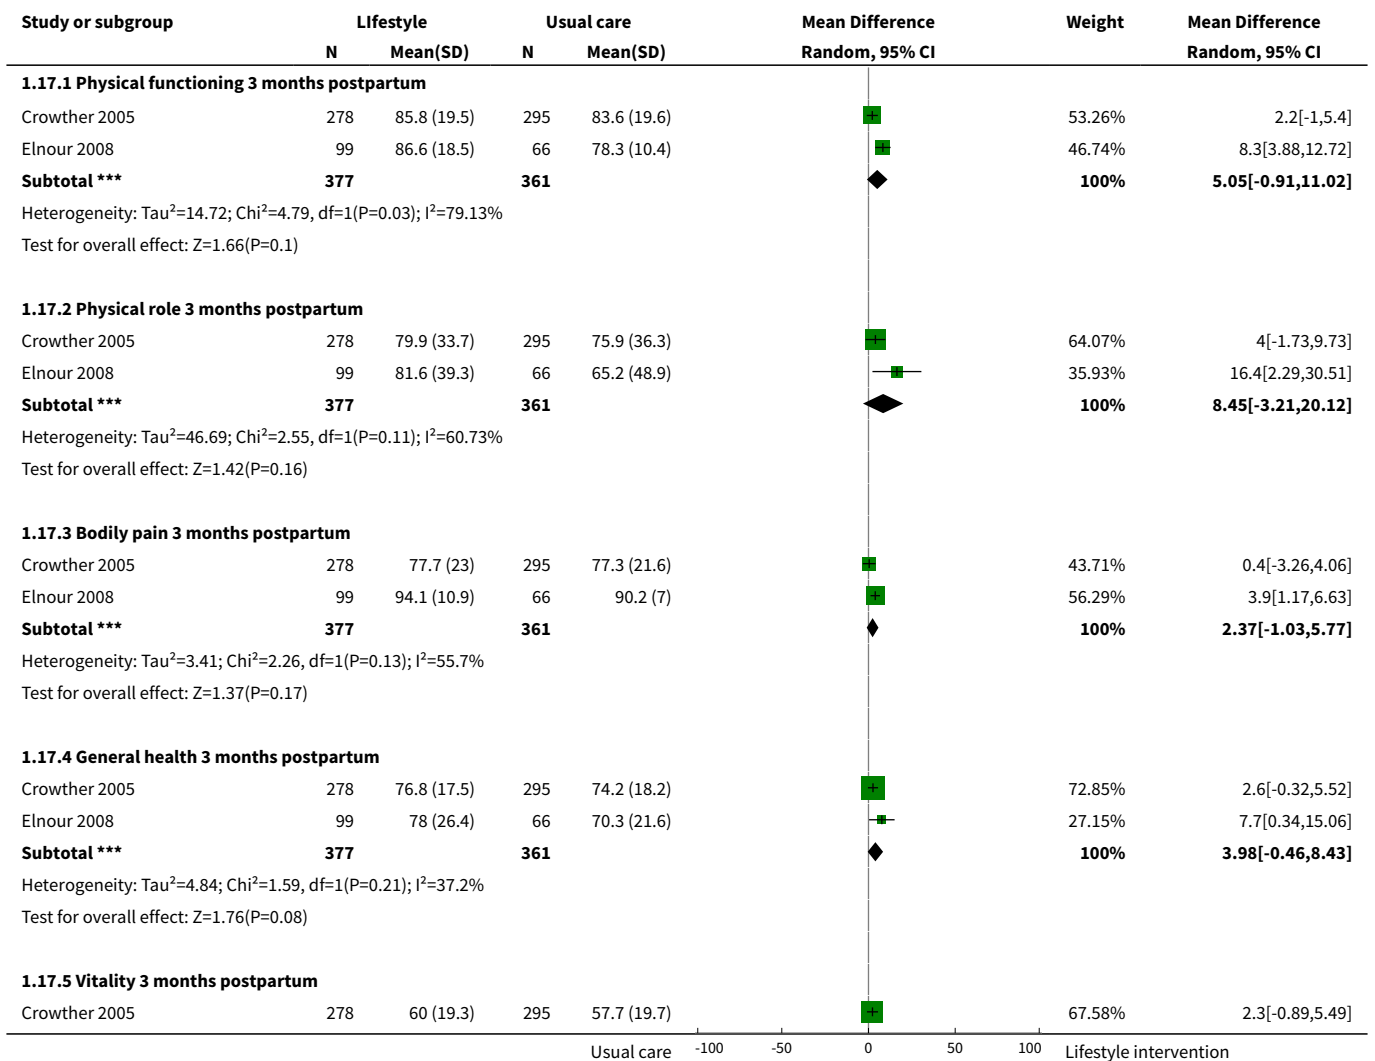 Study or subgroup LIfestyle Usual care Mean Difference Weight Mean Difference
N Mean(SD) N Mean(SD) Random, 95% CI Random, 95% CI
1.17.1 Physical functioning 3 months postpartum
Crowther 2005 278 85.8 (19.5) 295 83.6 (19.6) 53.26% 2.2[-1,5.4]
Elnour 2008 99 86.6 (18.5) 66 78.3 (10.4) 46.74% 8.3[3.88,12.72]
Subtotal *** 377 361 100% 5.05[-0.91,11.02]
Heterogeneity: Tau²=14.72; Chi²=4.79, df=1(P=0.03); I²=79.13%
Test for overall effect: Z=1.66(P=0.1)
1.17.2 Physical role 3 months postpartum
Crowther 2005 278 79.9 (33.7) 295 75.9 (36.3) 64.07% 4[-1.73,9.73]
Elnour 2008 99 81.6 (39.3) 66 65.2 (48.9) 35.93% 16.4[2.29,30.51]
Subtotal *** 377 361 100% 8.45[-3.21,20.12]
Heterogeneity: Tau²=46.69; Chi²=2.55, df=1(P=0.11); I²=60.73%
Test for overall effect: Z=1.42(P=0.16)
1.17.3 Bodily pain 3 months postpartum
Crowther 2005 278 77.7 (23) 295 77.3 (21.6) 43.71% 0.4[-3.26,4.06]
Elnour 2008 99 94.1 (10.9) 66 90.2 (7) 56.29% 3.9[1.17,6.63]
Subtotal *** 377 361 100% 2.37[-1.03,5.77]
Heterogeneity: Tau²=3.41; Chi²=2.26, df=1(P=0.13); I²=55.7%
Test for overall effect: Z=1.37(P=0.17)
1.17.4 General health 3 months postpartum
Crowther 2005 278 76.8 (17.5) 295 74.2 (18.2) 72.85% 2.6[-0.32,5.52]
Elnour 2008 99 78 (26.4) 66 70.3 (21.6) 27.15% 7.7[0.34,15.06]
Subtotal *** 377 361 100% 3.98[-0.46,8.43]
Heterogeneity: Tau²=4.84; Chi²=1.59, df=1(P=0.21); I²=37.2%
Test for overall effect: Z=1.76(P=0.08)
1.17.5 Vitality 3 months postpartum
Crowther 2005 278 60 (19.3) 295 57.7 (19.7) 67.58% 2.3[-0.89,5.49]
Usual care -100 -50 0 50 100 Lifestyle intervention